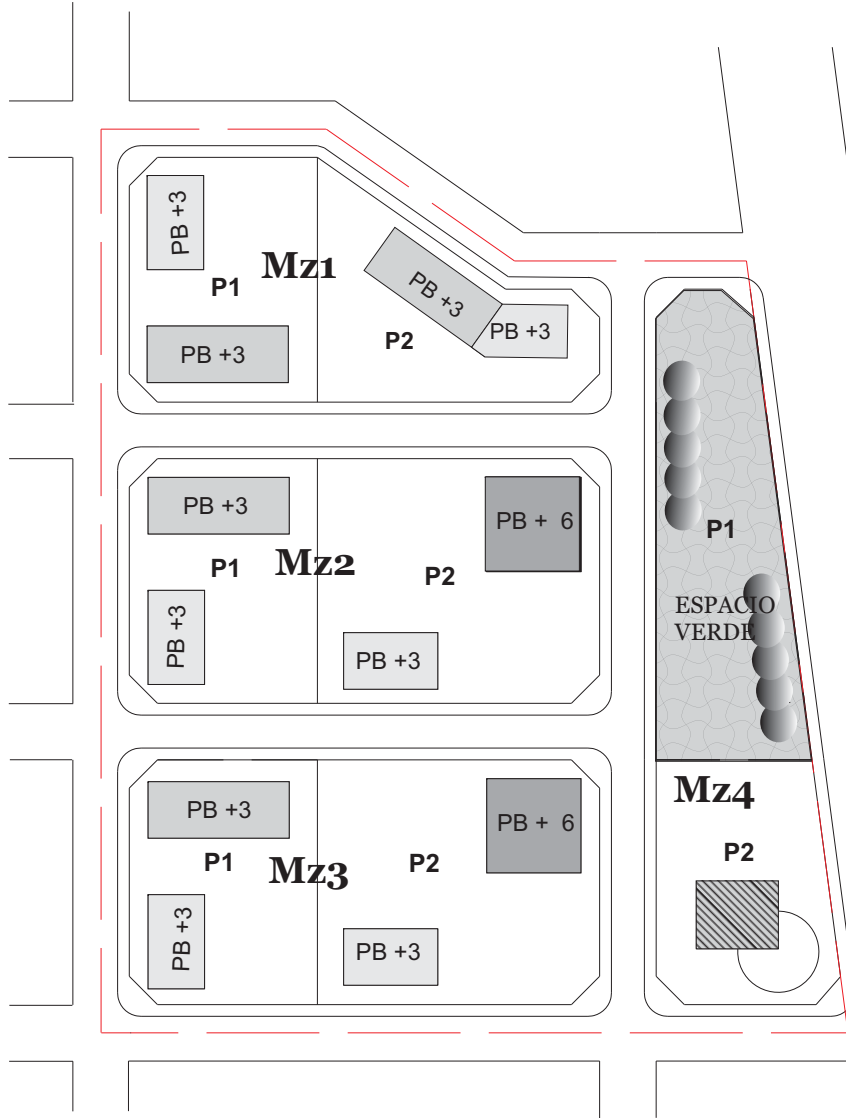 PB +3
Mz1
P1
PB +3
PB +3
P2
PB +3
PB +3
PB + 6
P1
Mz2
P2
PB +3
PB +3
P1
ESPACIO
VERDE
PB +3
PB + 6
P1
Mz3
P2
PB +3
PB +3
Mz4
P2